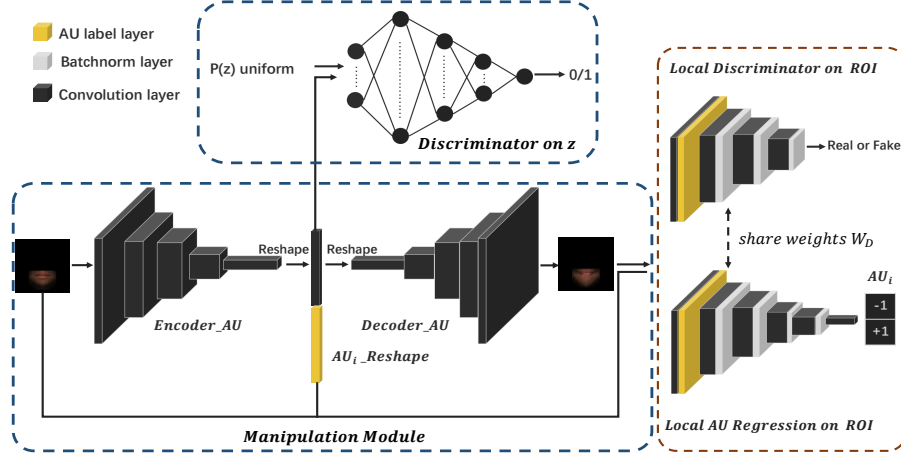 AU label layer
Batchnorm layer
Convolution layer
P(z) uniform
0/1
Discriminator on z
Local Discriminator on ROI
Real or Fake
share weights W_D
AU_i
-1
+1
Local AU Regression on ROI
Reshape
Reshape
Encoder_AU
Decoder_AU
AU_i_Reshape
Manipulation Module